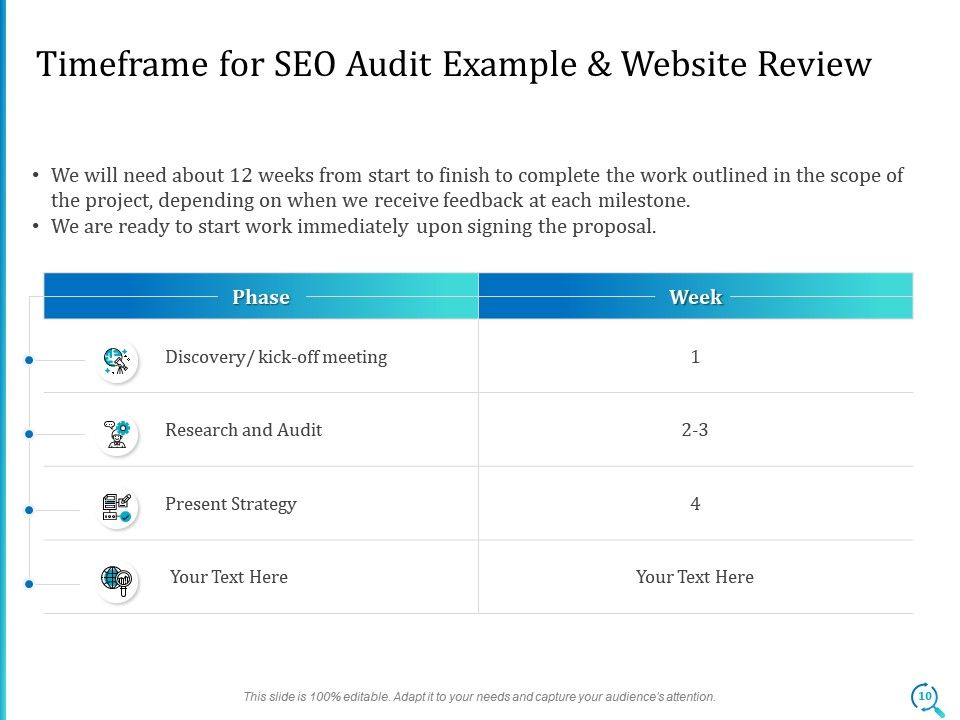 Timeframe for SEO Audit Example & Website Review
• We will need about 12 weeks from start to finish to complete the work outlined in the scope of
the project, depending on when we receive feedback at each milestone.
• We are ready to start work immediately upon signing the proposal.
Phase Week
Discovery/ kick-off meeting 1
Research and Audit 2-3
Present Strategy 4
Your Text Here Your Text Here
This slide is 100% editable. Adapt it to your needs and capture your audience's attention.
10